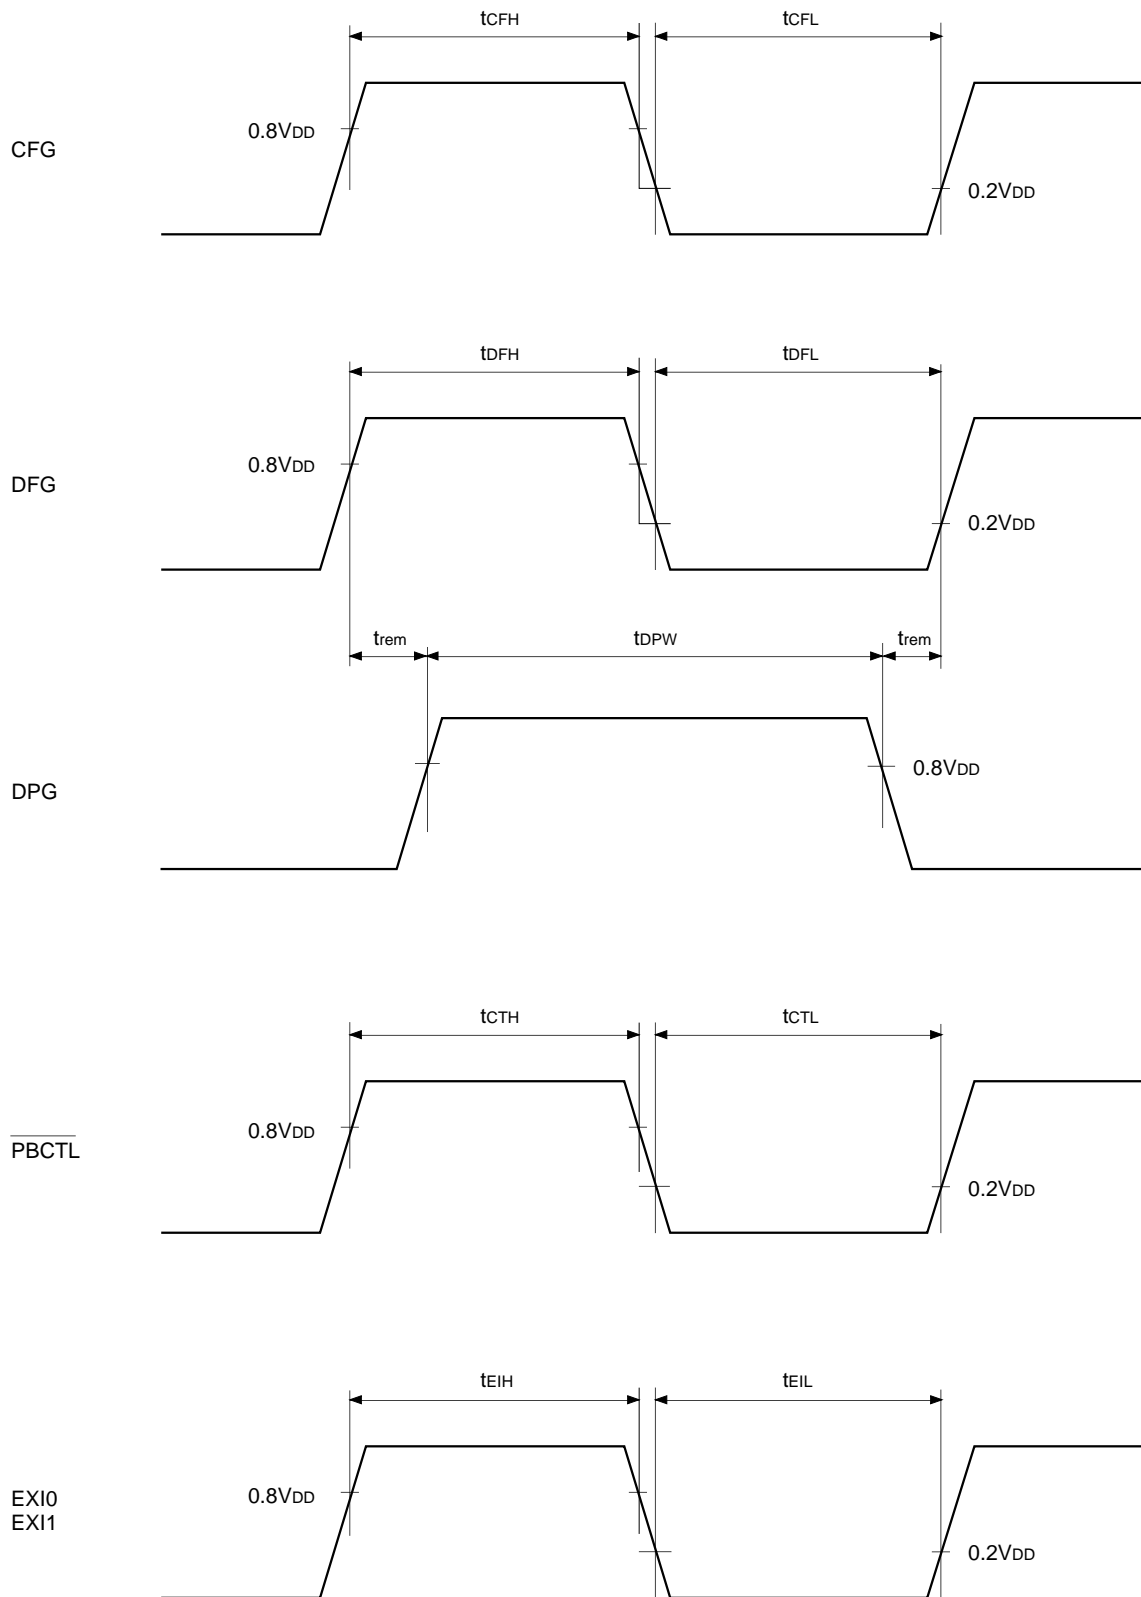 tCFH
tCFL
0.8VDD
CFG
0.2VDD
tDFH
tDFL
0.8VDD
DFG
0.2VDD
trem
tDPW
trem
0.8VDD
DPG
tCTH
tCTL
0.8VDD
PBCTL
0.2VDD
tEIH
tEIL
0.8VDD
EXI0
EXI1
0.2VDD